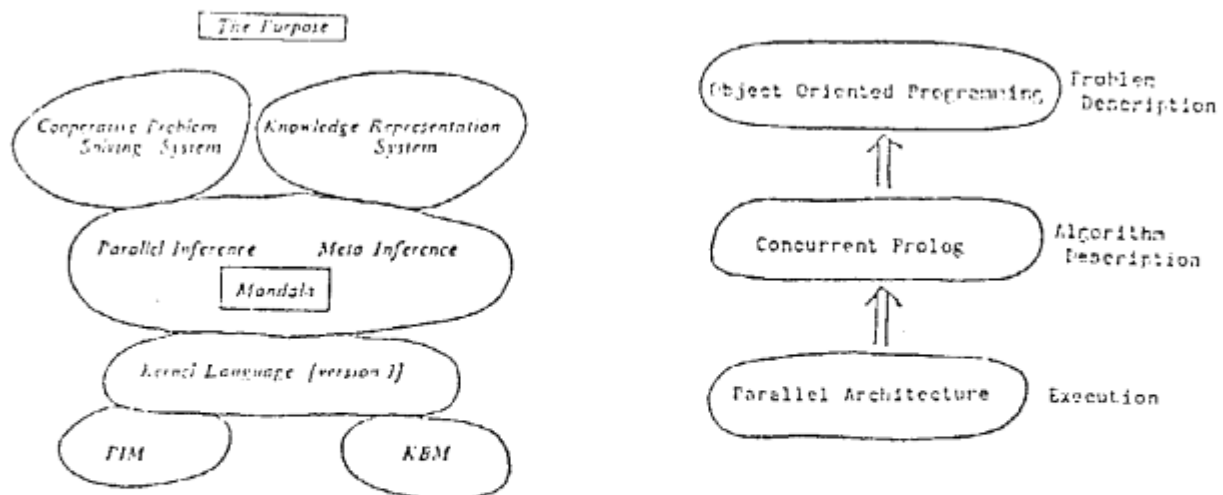 The Purpose
Cooperative Problem
Solving System
Knowledge Representation
System
Parallel Inference
Meta Inference
Mandala
Kernel Language [version 1]
PIM
KBM
Object Oriented Programming
Problem
Description
Concurrent Prolog
Algorithm
Description
Parallel Architecture
Execution